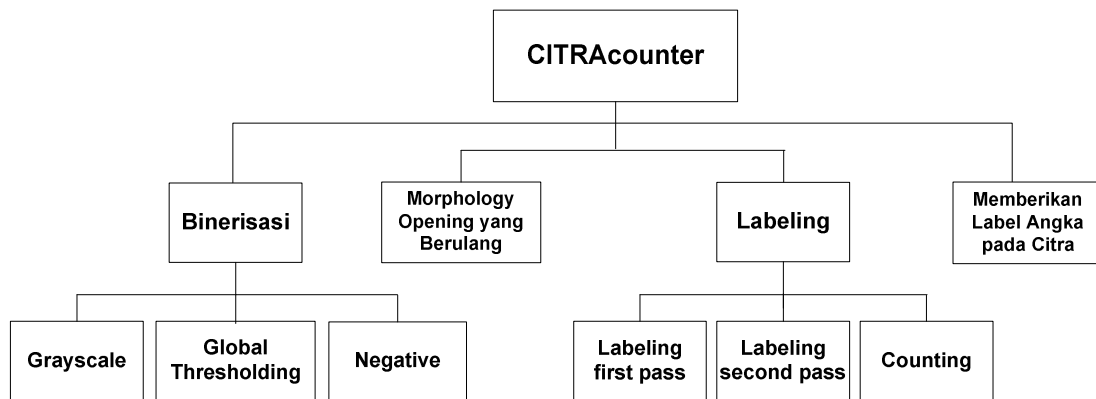 CITRAcounter
Binerisasi
Morphology
Opening yang
Berulang
Labeling
Memberikan
Label Angka
pada Citra
Grayscale
Global
Thresholding
Negative
Labeling
first pass
Labeling
second pass
Counting